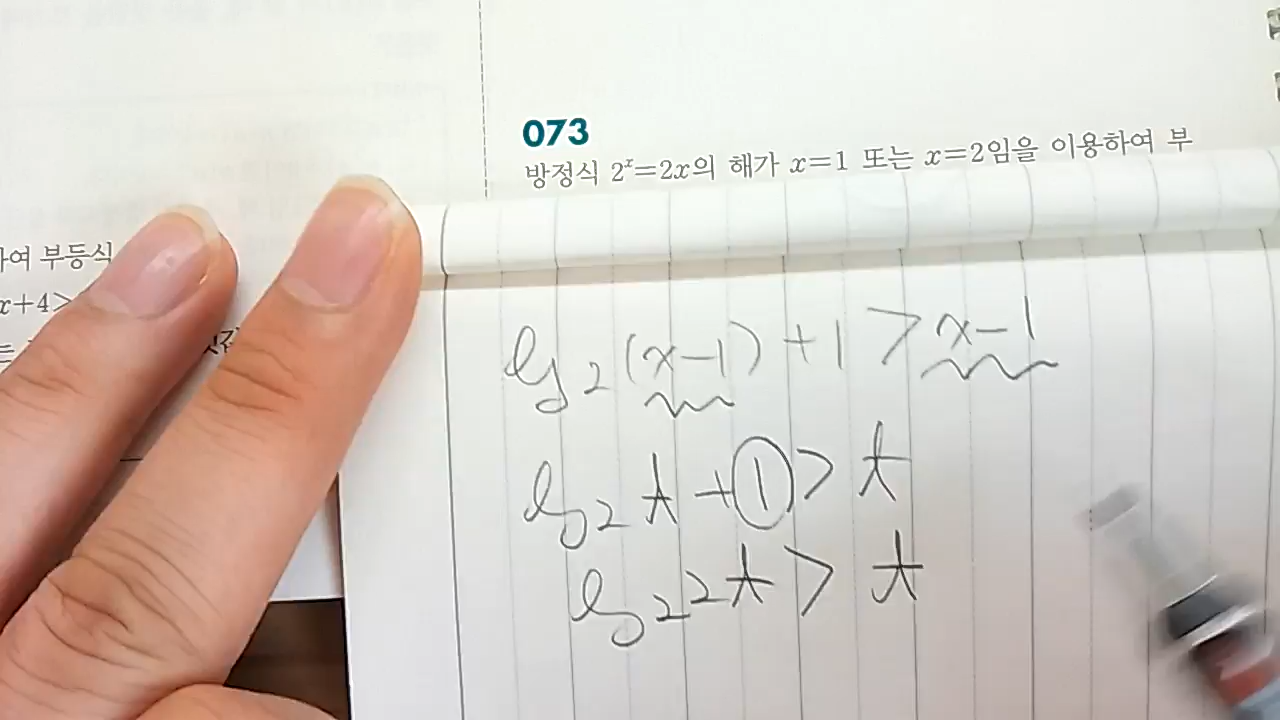 073
방정식 2ˣ=2x의 해가 x=1 또는 x=2임을 이용하여 부
여 부등식
x+4>
log₂(x-1)+1>x-1
log₂t+1>t
log₂2t>t